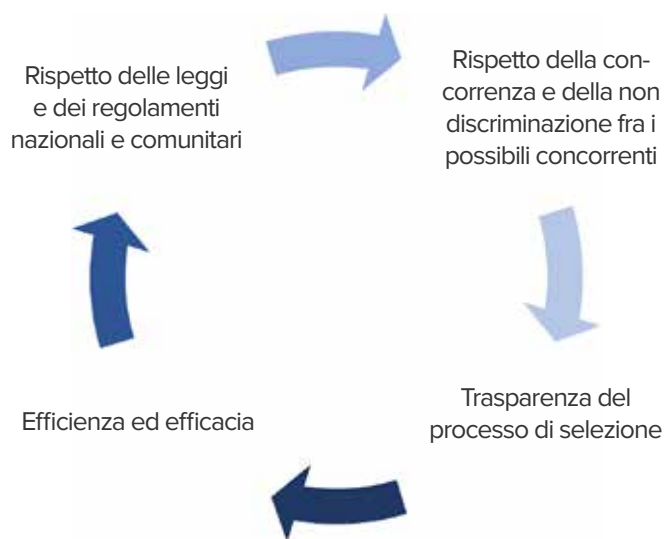 Rispetto delle leggi
e dei regolamenti
nazionali e comunitari
Rispetto della con-
correnza e della non
discriminazione fra i
possibili concorrenti
Trasparenza del
processo di selezione
Efficienza ed efficacia